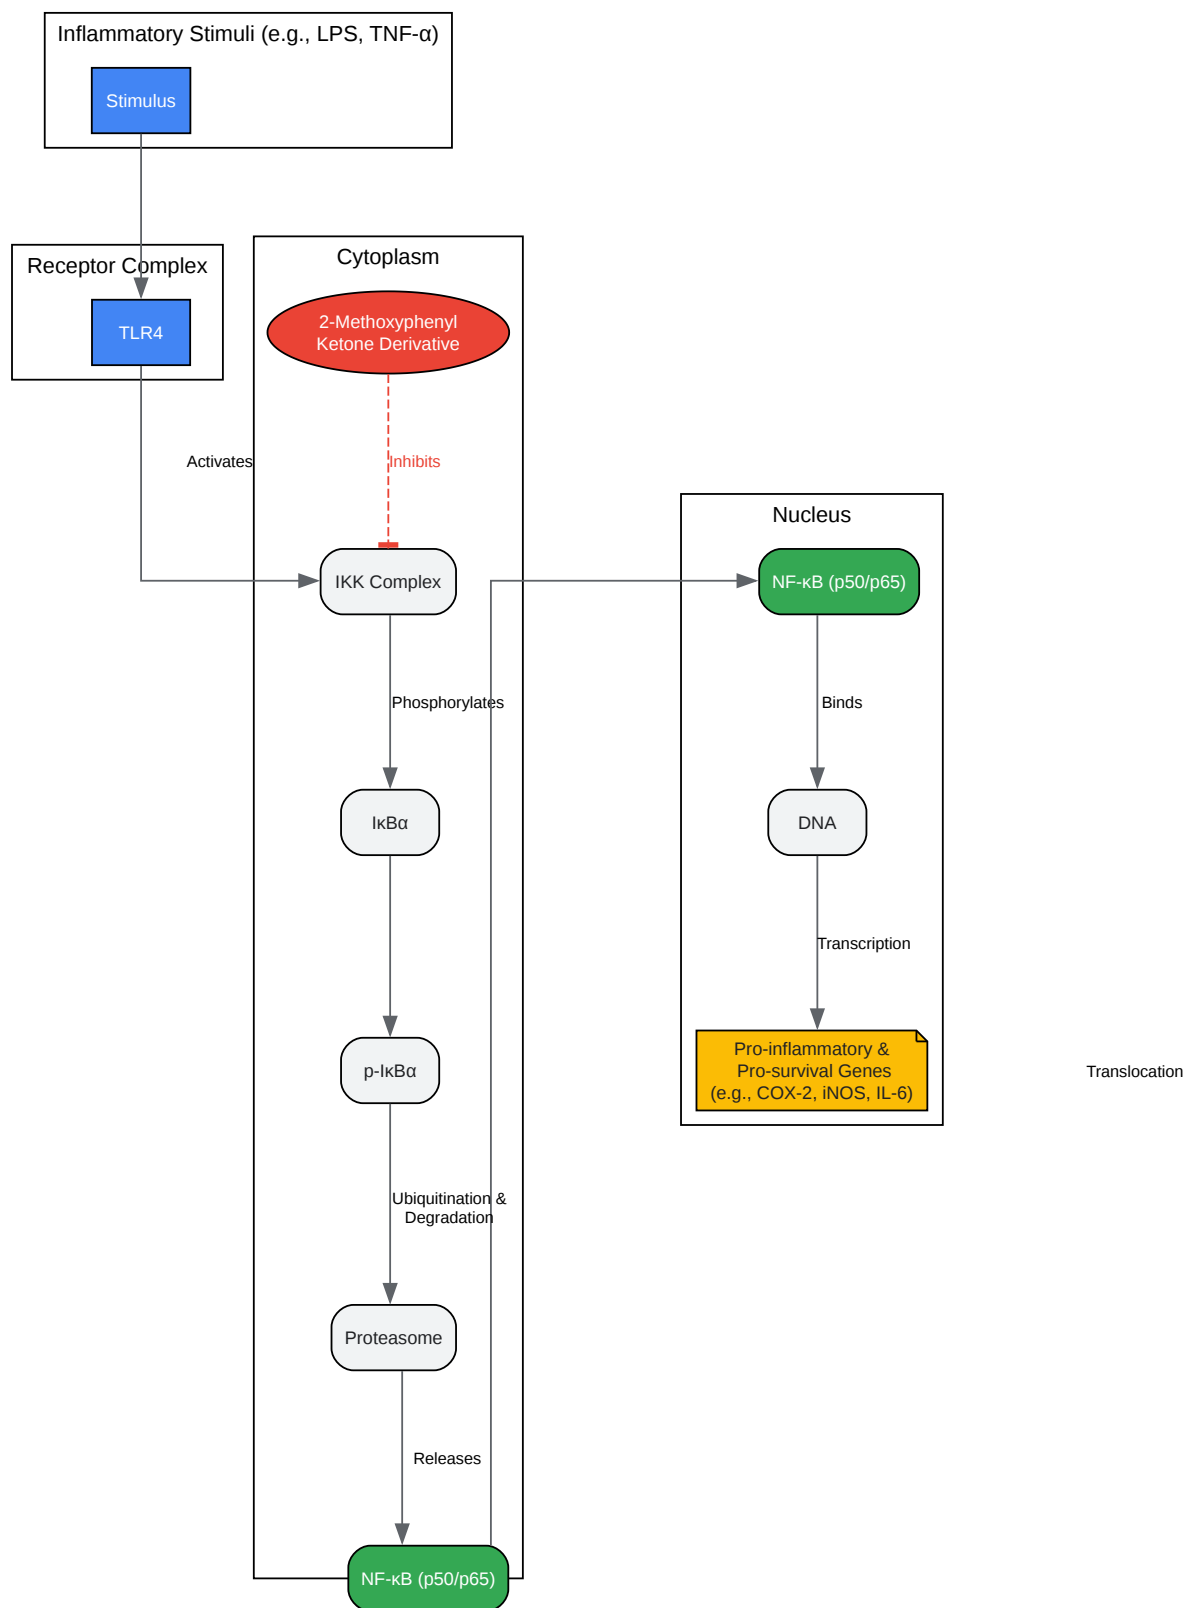 Inflammatory Stimuli (e.g., LPS, TNF-α)
Stimulus
Receptor Complex
TLR4
Cytoplasm
2-Methoxyphenyl
Ketone Derivative
Activates
Inhibits
IKK Complex
Phosphorylates
IκBα
p-IκBα
Ubiquitination &
Degradation
Proteasome
Releases
NF-κB (p50/p65)
Nucleus
NF-κB (p50/p65)
Binds
DNA
Transcription
Pro-inflammatory &
Pro-survival Genes
(e.g., COX-2, iNOS, IL-6)
Translocation